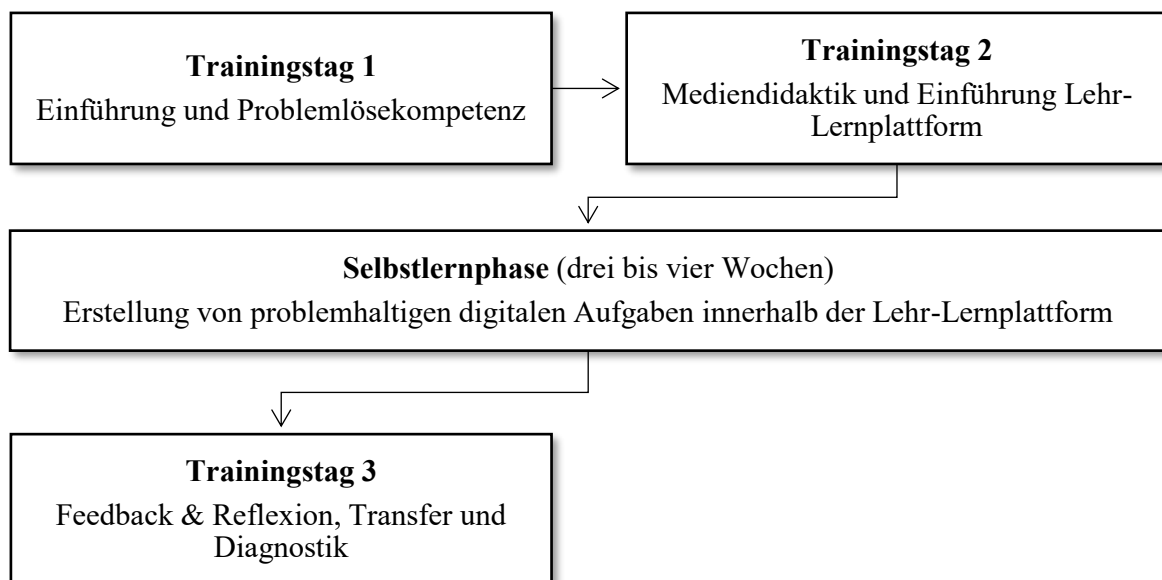 Trainingstag 1
Einführung und Problemlösekompetenz
Trainingstag 2
Mediendidaktik und Einführung Lehr-
Lernplattform
Selbstlernphase (drei bis vier Wochen)
Erstellung von problemhaltigen digitalen Aufgaben innerhalb der Lehr-Lernplattform
Trainingstag 3
Feedback & Reflexion, Transfer und
Diagnostik